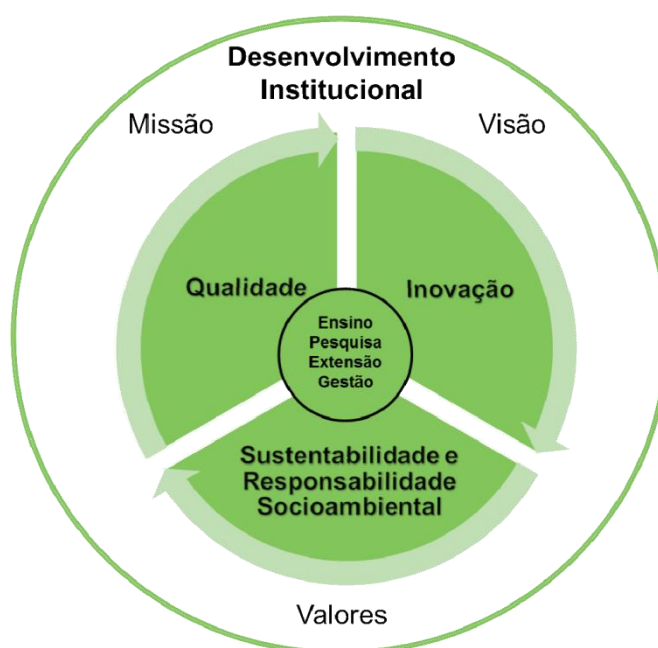 Desenvolvimento
Institucional
Missão
Visão
Qualidade
Inovação
Ensino
Pesquisa
Extensão
Gestão
Sustentabilidade e
Responsabilidade
Socioambiental
Valores